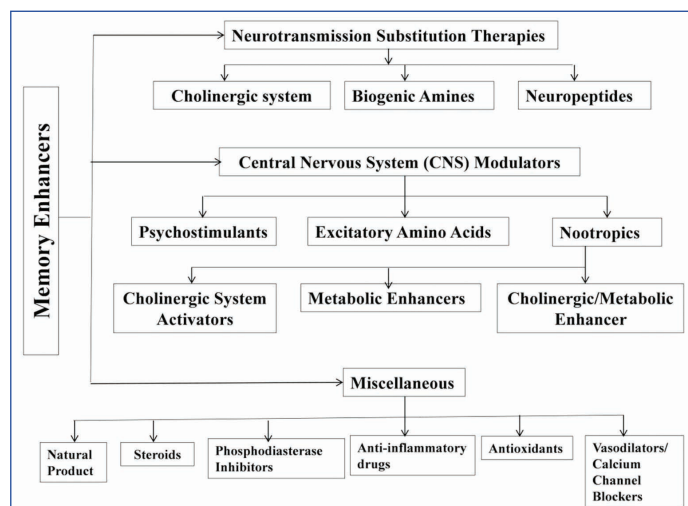 Memory Enhancers
Neurotransmission Substitution Therapies
Cholinergic system
Biogenic Amines
Neuropeptides
Central Nervous System (CNS) Modulators
Psychostimulants
Excitatory Amino Acids
Nootropics
Cholinergic System
Activators
Metabolic Enhancers
Cholinergic/Metabolic
Enhancer
Miscellaneous
Natural
Product
Steroids
Phosphodiasterase
Inhibitors
Anti-inflammatory
drugs
Antioxidants
Vasodilators/
Calcium
Channel
Blockers